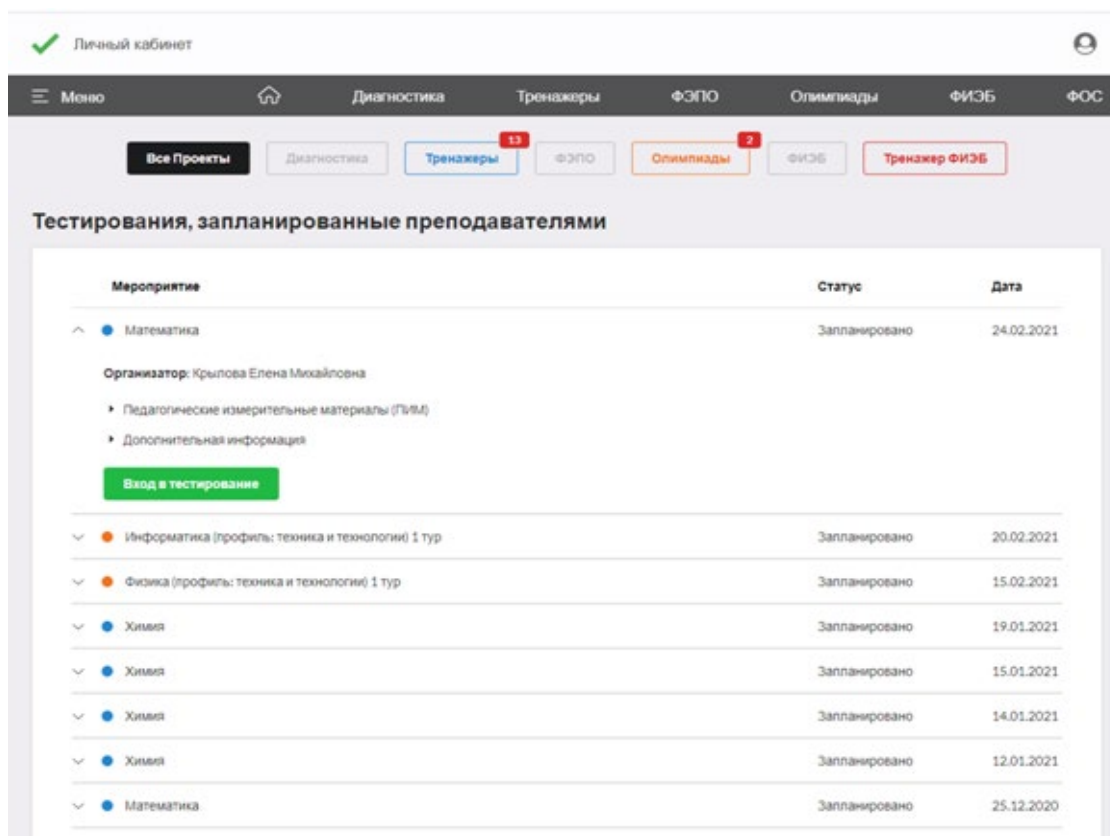 Личный кабинет
Меню Диагностика Тренажеры ФЭПО Олимпиады ФИЭБ ФОС
13 2
Все Проекты Диагностика Тренажеры ФЭПО Олимпиады ФИЭБ Тренажер ФИЭБ
Тестирования, запланированные преподавателями
Мероприятие Статус Дата
Математика Запланировано 24.02.2021
Организатор: Крылова Елена Михайловна
Педагогические измерительные материалы (ПИМ)
Дополнительная информация
Вход в тестирование
Информатика (профиль: техника и технологии) 1 тур Запланировано 20.02.2021
Физика (профиль: техника и технологии) 1 тур Запланировано 15.02.2021
Химия Запланировано 19.01.2021
Химия Запланировано 15.01.2021
Химия Запланировано 14.01.2021
Химия Запланировано 12.01.2021
Математика Запланировано 25.12.2020